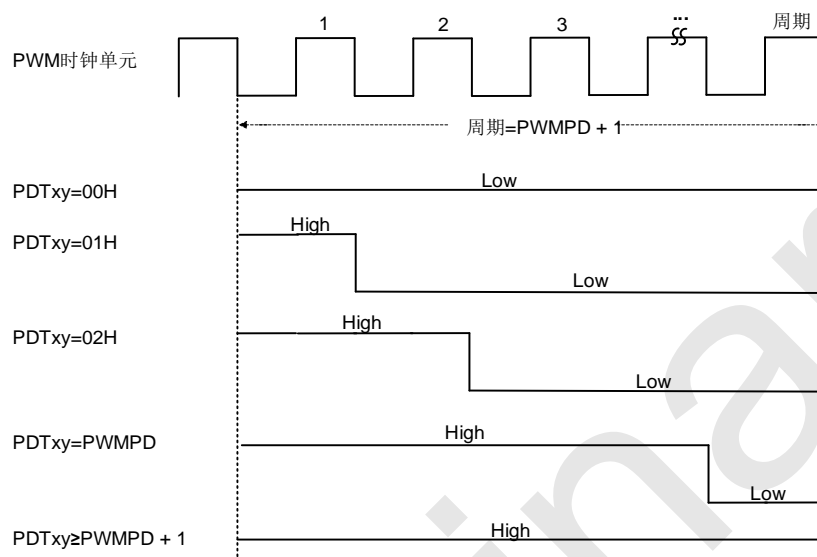 1 2 3 ... 周期
PWM时钟单元
周期=PWMPD + 1
PDTxy=00H Low
PDTxy=01H High Low
PDTxy=02H High Low
PDTxy=PWMPD High Low
PDTxy≥PWMPD + 1 High